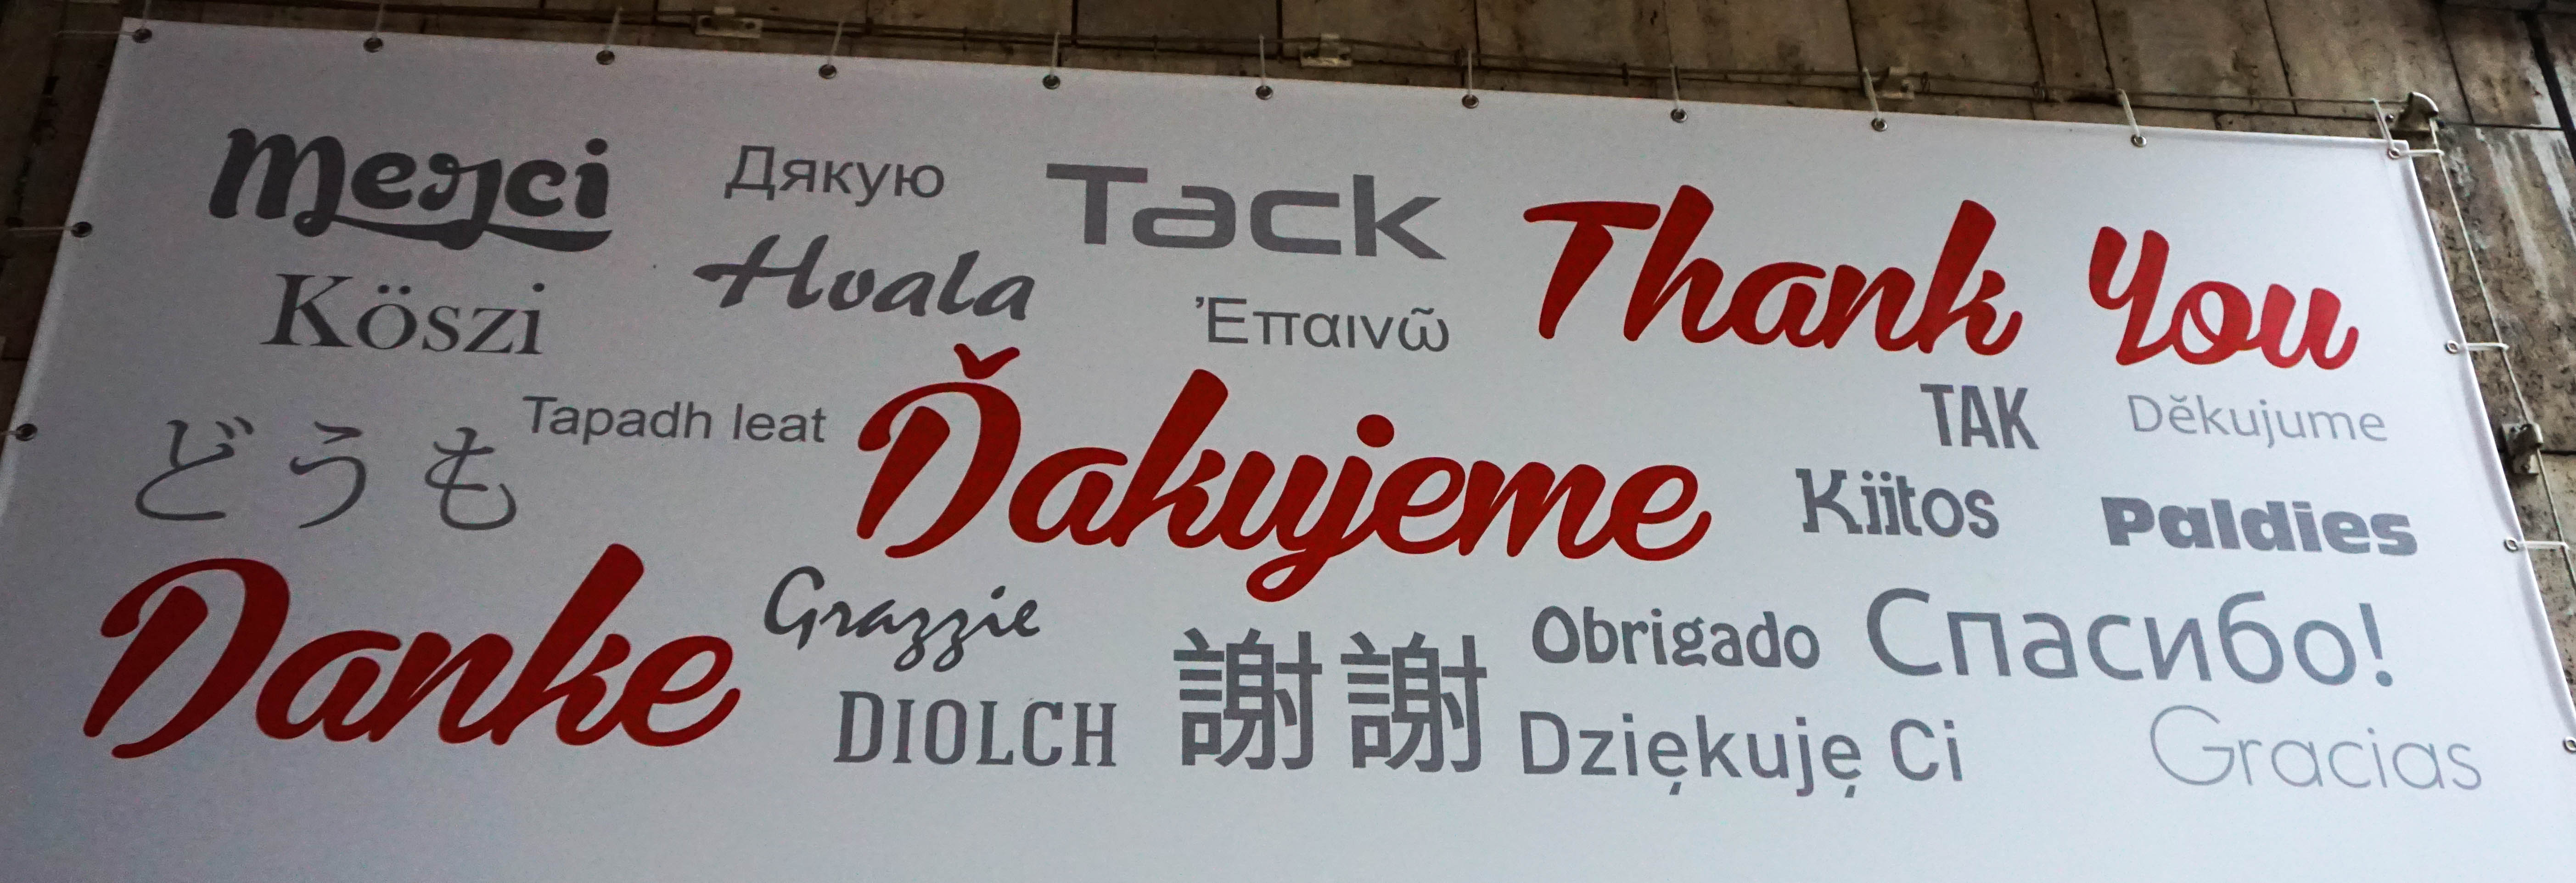 Merci
Дякую
Tack
Thank You
Köszi
Hvala
Ἐπαινῶ
どうも
Tapadh leat
Ďakujeme
TAK
Děkujume
Kiitos
Paldies
Danke
Grazzie
Obrigado
Спасибо!
DIOLCH
謝謝
Dziękuję Ci
Gracias